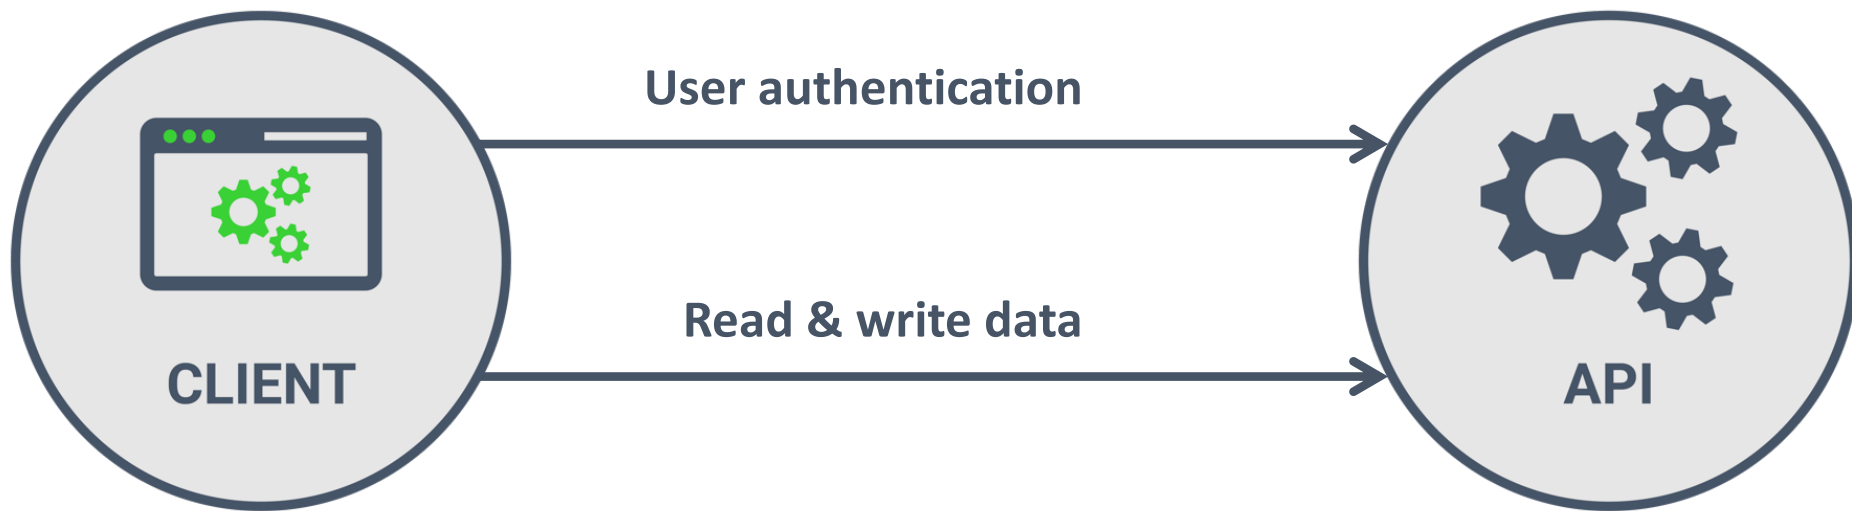 User authentication
Read & write data
CLIENT
API